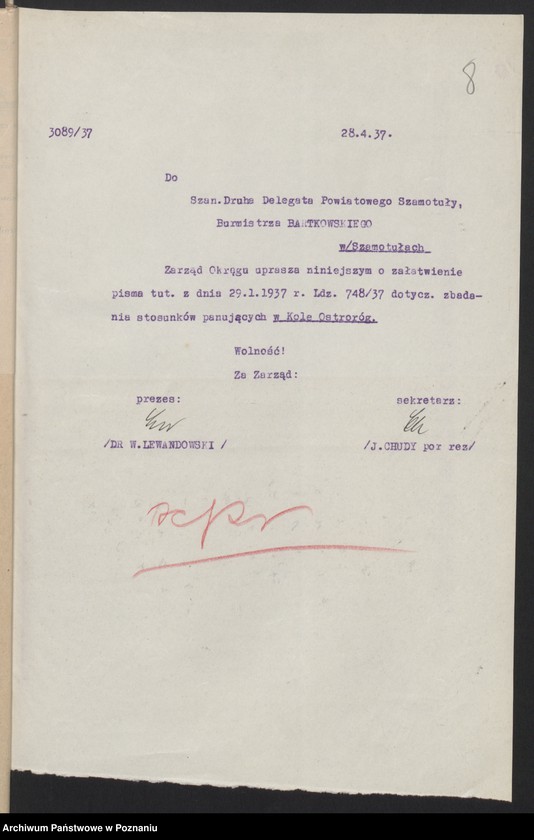 8
3089/37 28.4.37.
Do
Szan.Druha Delegata Powiatowego Szamotuły,
Burmistrza BARTKOWSKIEGO
w/Szamotułach
Zarząd Okręgu uprasza niniejszym o załatwienie
pisma tut. z dnia 29.1.1937 r. Ldz. 748/37 dotycz. zbada-
nia stosunków panujących w Kole Ostroróg.
Wolność!
Za Zarząd:
prezes: sekretarz:
/DR W.LEWANDOWSKI / /J.CHUDY por rez/
Archiwum Państwowe w Poznaniu